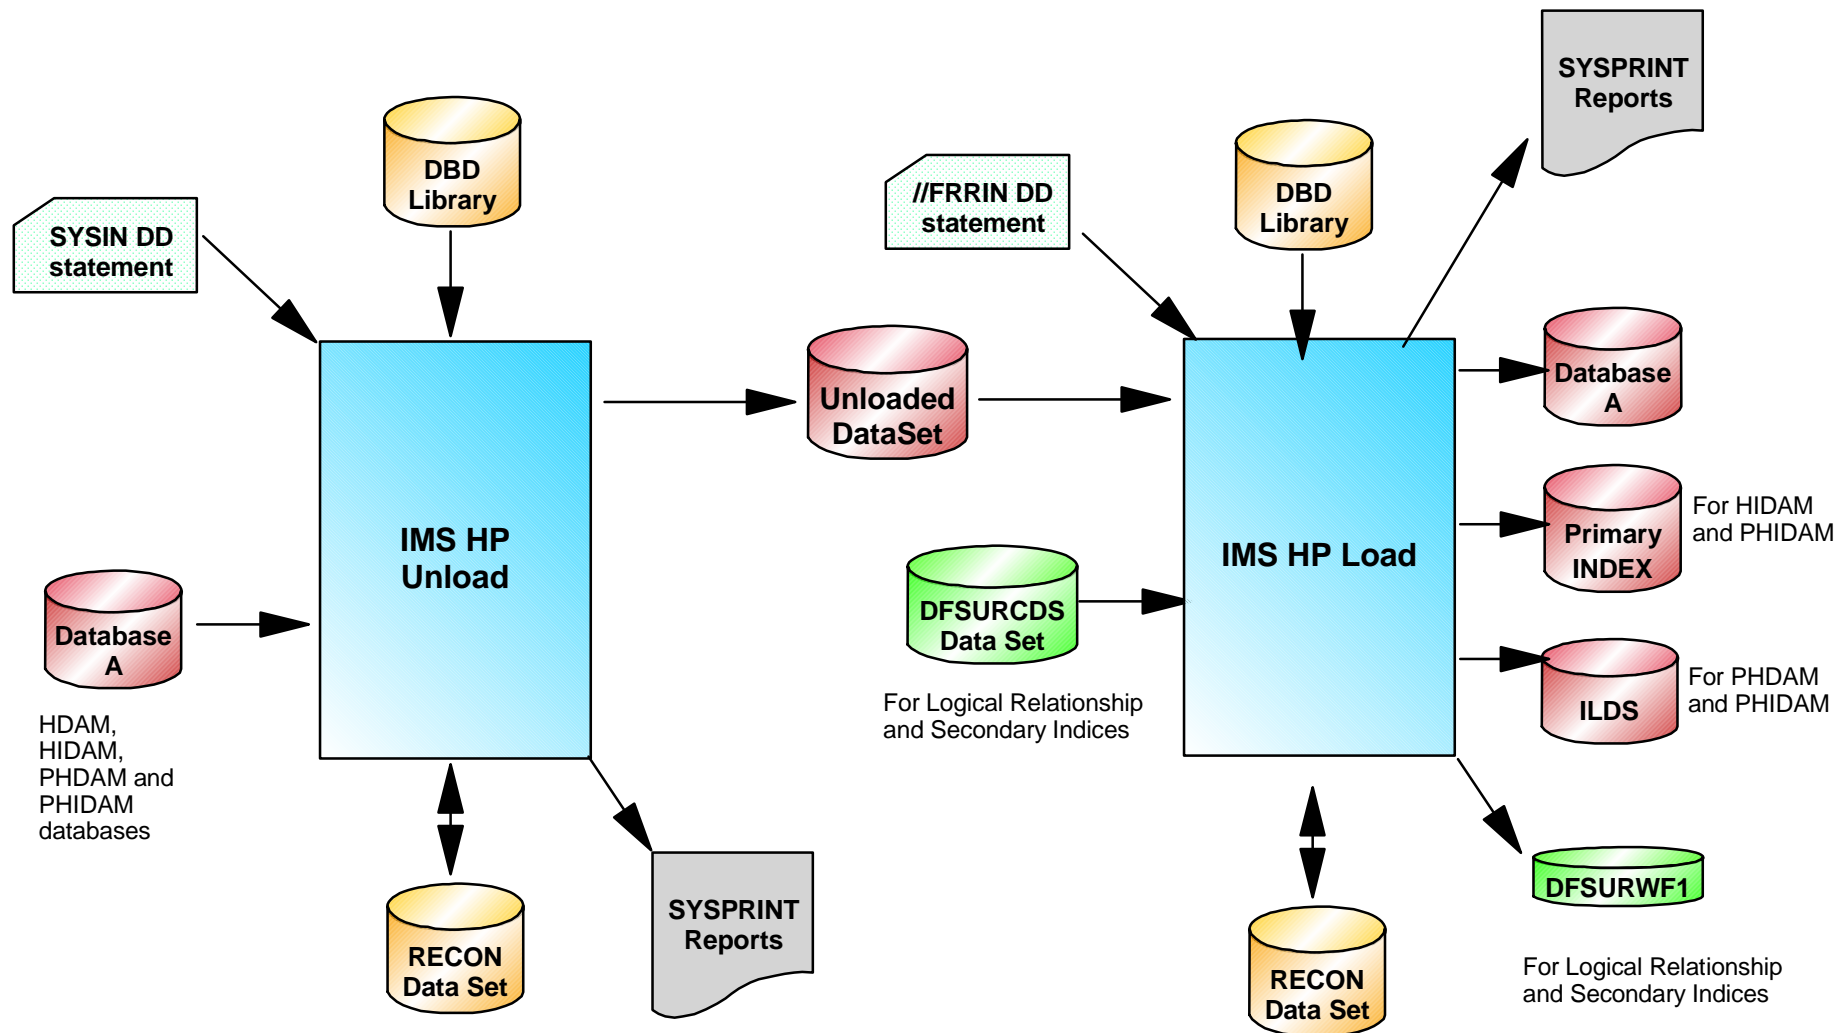 SYSPRINT
Reports
DBD
Library
//FRRIN DD
statement
DBD
Library
SYSIN DD
statement
Unloaded
DataSet
Database
A
IMS HP
Unload
IMS HP Load
Primary
INDEX
For HIDAM
and PHIDAM
DFSURCDS
Data Set
For Logical Relationship
and Secondary Indices
Database
A
HDAM,
HIDAM,
PHDAM and
PHIDAM
databases
ILDS
For PHDAM
and PHIDAM
SYSPRINT
Reports
RECON
Data Set
DFSURWF1
For Logical Relationship
and Secondary Indices
RECON
Data Set